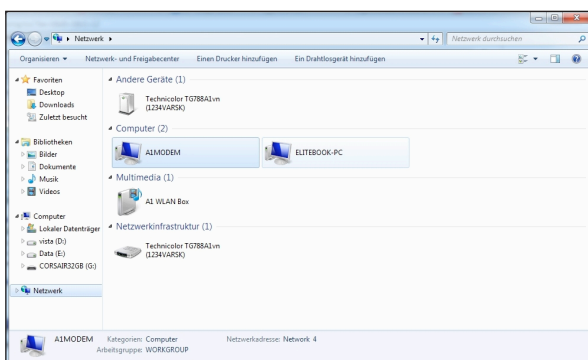 Netzwerk
Netzwerk durchsuchen
Organisieren
Netzwerk- und Freigabecenter
Einen Drucker hinzufügen
Ein Drahtlosgerät hinzufügen
Favoriten
Desktop
Downloads
Zuletzt besucht
Bibliotheken
Bilder
Dokumente
Musik
Videos
Computer
Lokaler Datenträger
vista (D:)
Data (E:)
CORSAIR32GB (G:)
Netzwerk
Andere Geräte (1)
Technicolor TG788A1vn
(1234VARSK)
Computer (2)
A1MODEM
ELITEBOOK-PC
Multimedia (1)
A1 WLAN Box
Netzwerkinfrastruktur (1)
Technicolor TG788A1vn
(1234VARSK)
A1MODEM
Kategorien: Computer
Netzwerkadresse: Network 4
Arbeitsgruppe: WORKGROUP